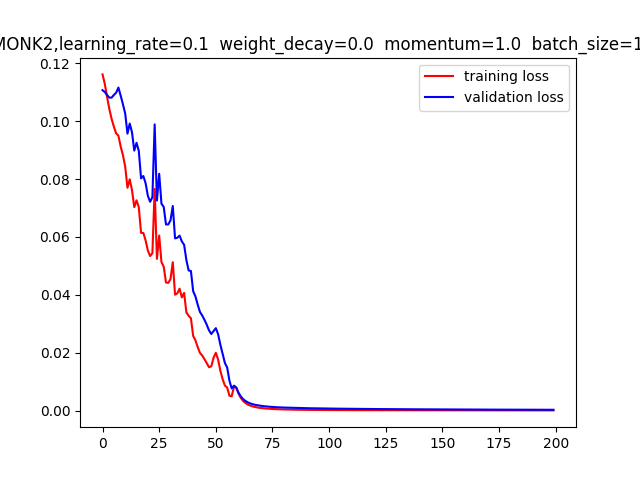 MONK2,learning_rate=0.1 weight_decay=0.0 momentum=1.0 batch_size=1
training loss
validation loss
0.12
0.10
0.08
0.06
0.04
0.02
0.00
0 25 50 75 100 125 150 175 200